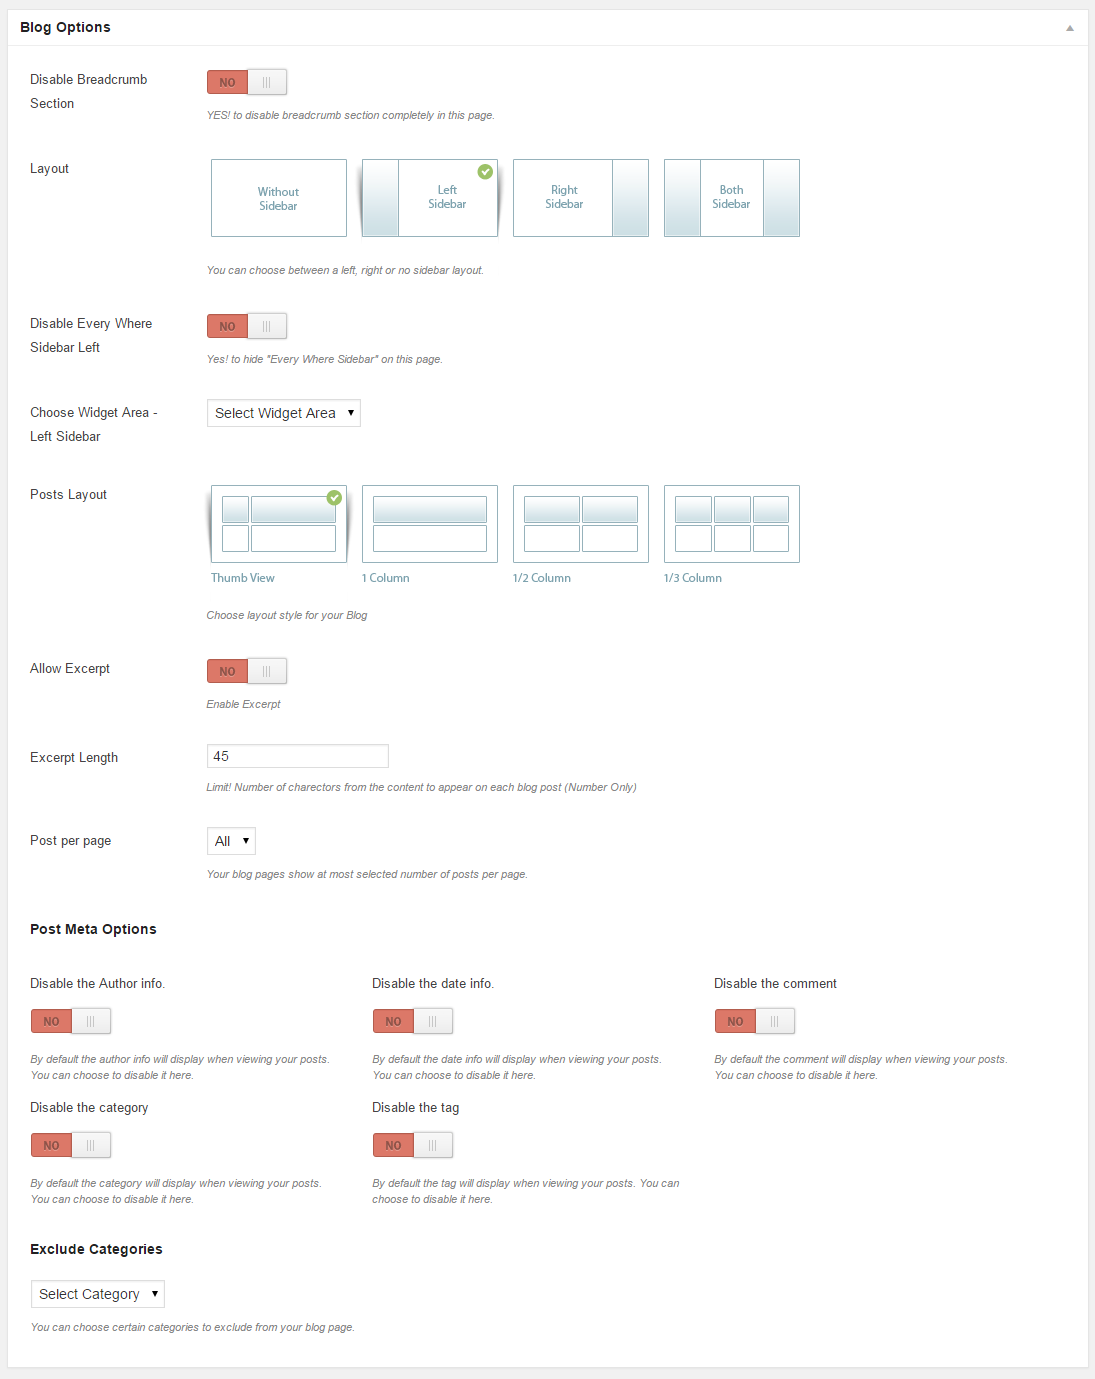 Blog Options
Disable Breadcrumb
Section
NO
YES! to disable breadcrumb section completely in this page.
Layout
Without
Sidebar
Left
Sidebar
Right
Sidebar
Both
Sidebar
You can choose between a left, right or no sidebar layout.
Disable Every Where
Sidebar Left
NO
Yes! to hide "Every Where Sidebar" on this page.
Choose Widget Area -
Left Sidebar
Select Widget Area
Posts Layout
Thumb View
1 Column
1/2 Column
1/3 Column
Choose layout style for your Blog
Allow Excerpt
NO
Enable Excerpt
Excerpt Length
45
Limit! Number of charectors from the content to appear on each blog post (Number Only)
Post per page
All
Your blog pages show at most selected number of posts per page.
Post Meta Options
Disable the Author info.
NO
By default the author info will display when viewing your posts.
You can choose to disable it here.
Disable the date info.
NO
By default the date info will display when viewing your posts.
You can choose to disable it here.
Disable the comment
NO
By default the comment will display when viewing your posts.
You can choose to disable it here.
Disable the category
NO
By default the category will display when viewing your posts.
You can choose to disable it here.
Disable the tag
NO
By default the tag will display when viewing your posts. You can
choose to disable it here.
Exclude Categories
Select Category
You can choose certain categories to exclude from your blog page.